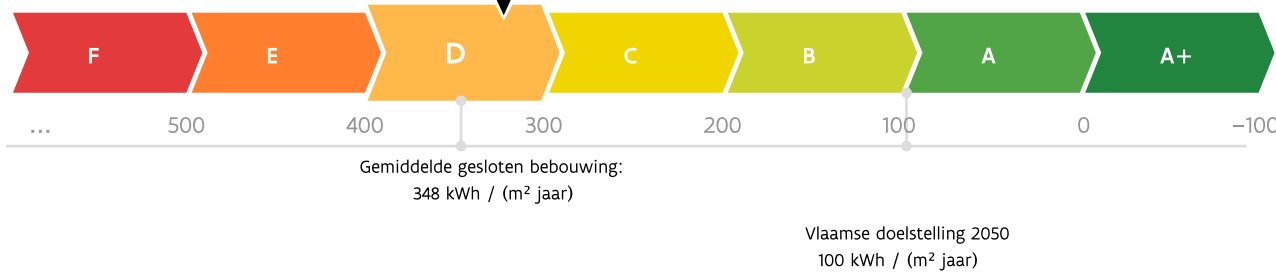 F E D C B A A+
... 500 400 300 200 100 0 −100
Gemiddelde gesloten bebouwing:
348 kWh / (m² jaar)
Vlaamse doelstelling 2050
100 kWh / (m² jaar)